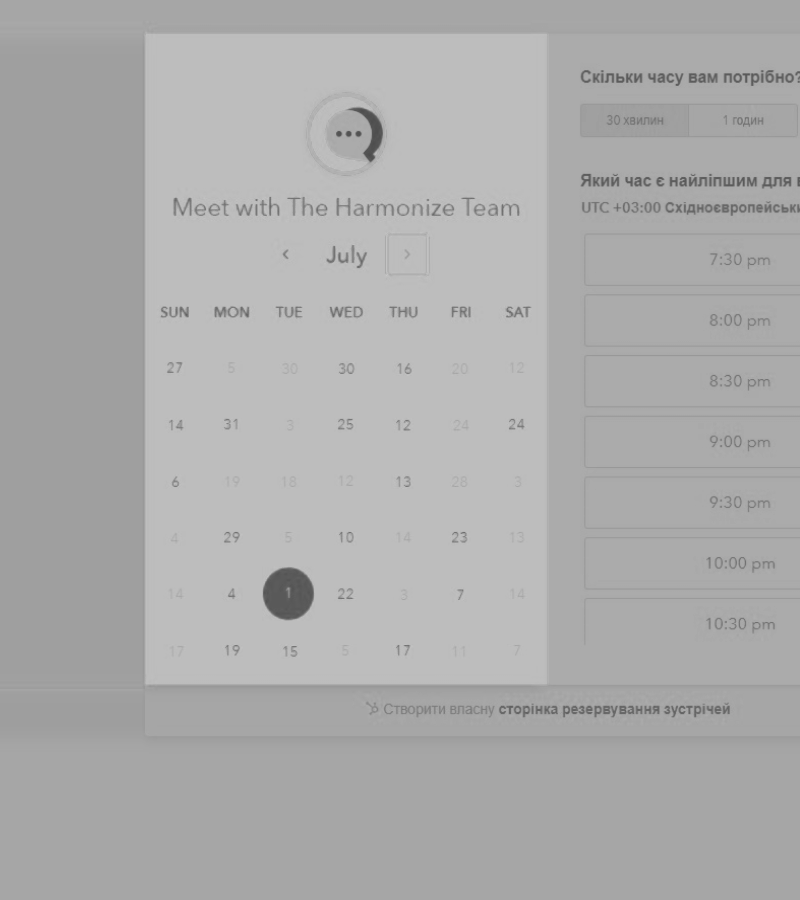 Meet with The Harmonize Team
July
SUN MON TUE WED THU FRI SAT
27 5 30 30 16 20 12
14 31 3 25 12 24 24
6 19 18 12 13 28 3
4 29 5 10 14 23 13
14 4 1 22 3 7 14
17 19 15 5 17 11 7
Скільки часу вам потрібно?
30 хвилин 1 годин
Який час є найліпшим для
UTC +03:00
7:30 pm
8:00 pm
8:30 pm
9:00 pm
9:30 pm
10:00 pm
10:30 pm
Створити власну сторінка резервування зустрічей